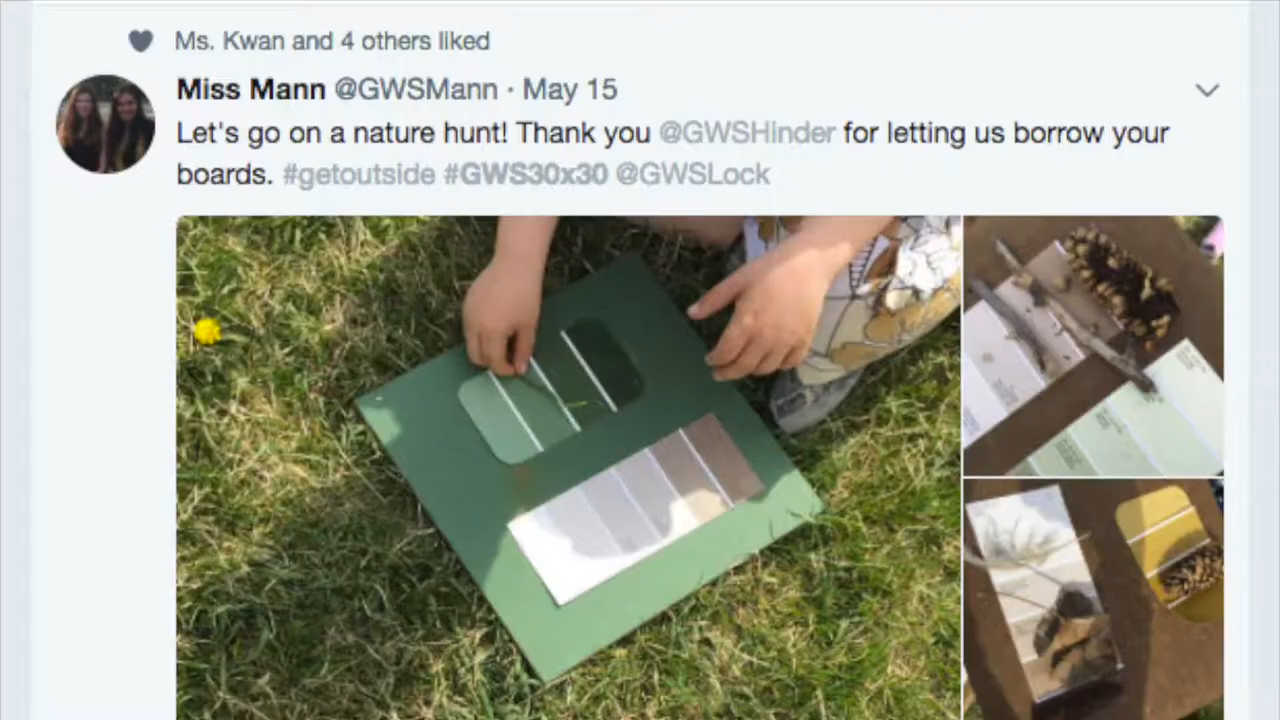 Ms. Kwan and 4 others liked
Miss Mann @GWSMann · May 15
Let's go on a nature hunt! Thank you @GWSHinder for letting us borrow your
boards. #getoutside #GWS30x30 @GWSLock